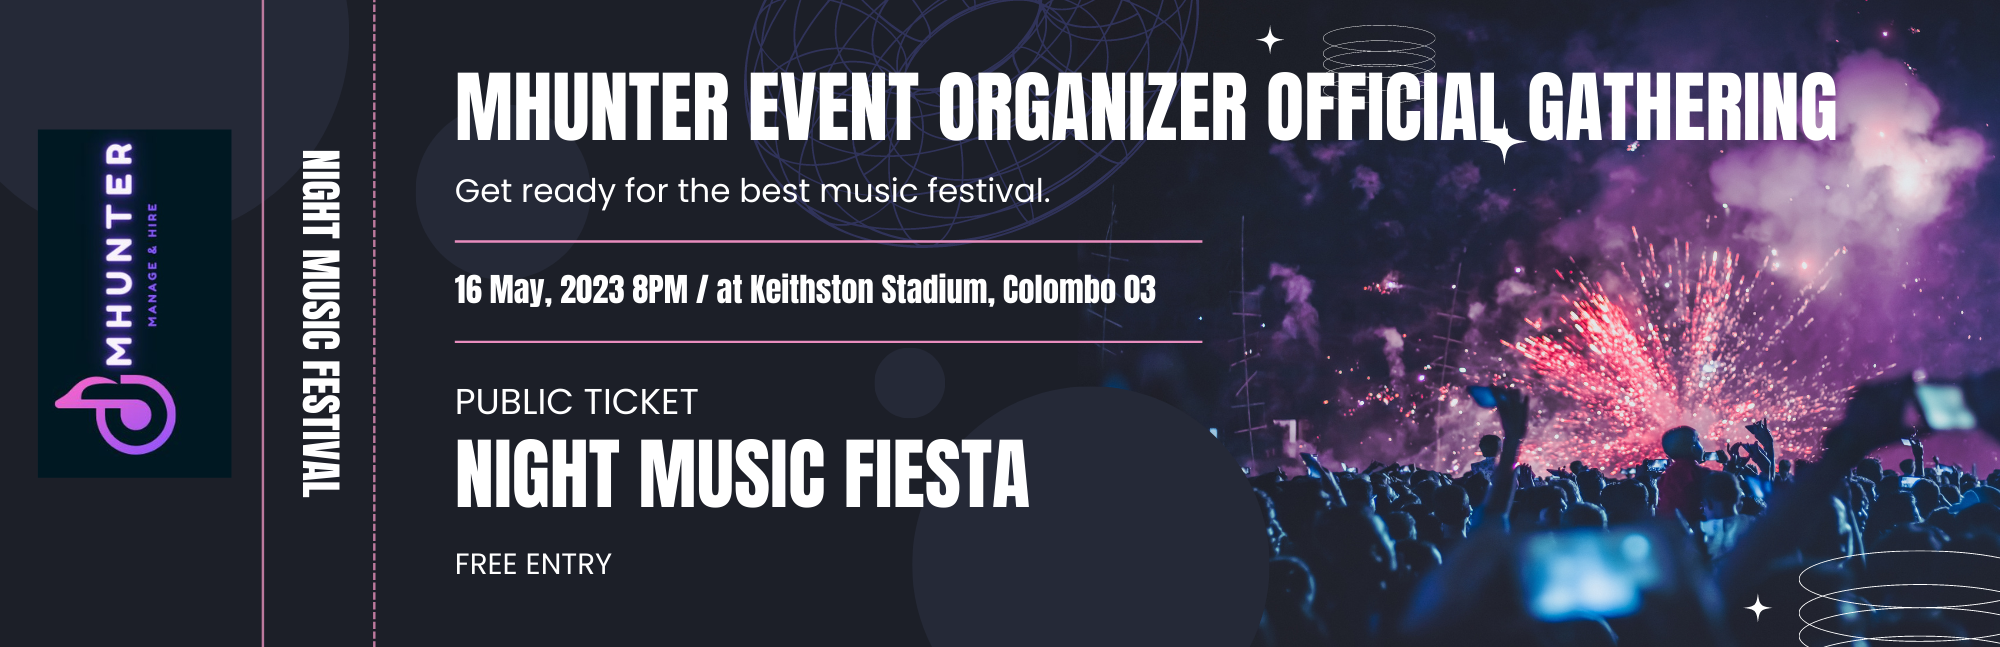 MHUNTER
MANAGE & HIRE
NIGHT MUSIC FESTIVAL
MHUNTER EVENT ORGANIZER OFFICIAL GATHERING
Get ready for the best music festival.
16 May, 2023 8PM / at Keithston Stadium, Colombo 03
PUBLIC TICKET
NIGHT MUSIC FIESTA
FREE ENTRY